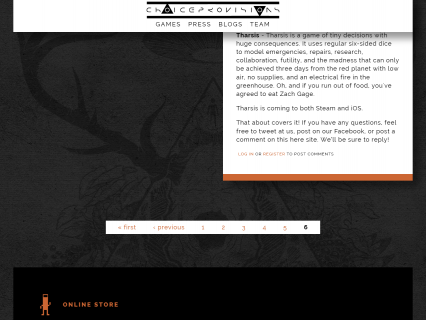 CHOICEPROVISIONS
GAMES PRESS BLOGS TEAM
Tharsis - Tharsis is a game of tiny decisions with
huge consequences. It uses regular six-sided dice
to model emergencies, repairs, research,
collaboration, futility, and the madness that can only
be achieved three days from the red planet with low
air, no supplies, and an electrical fire in the
greenhouse. Oh, and if you run out of food, you've
agreed to eat Zach Gage.
Tharsis is coming to both Steam and iOS.
That about covers it! If you have any questions, feel
free to tweet at us, post on our Facebook, or post a
comment on this here site. We'll be sure to reply!
LOG IN OR REGISTER TO POST COMMENTS
« first ‹ previous 1 2 3 4 5 6
ONLINE STORE